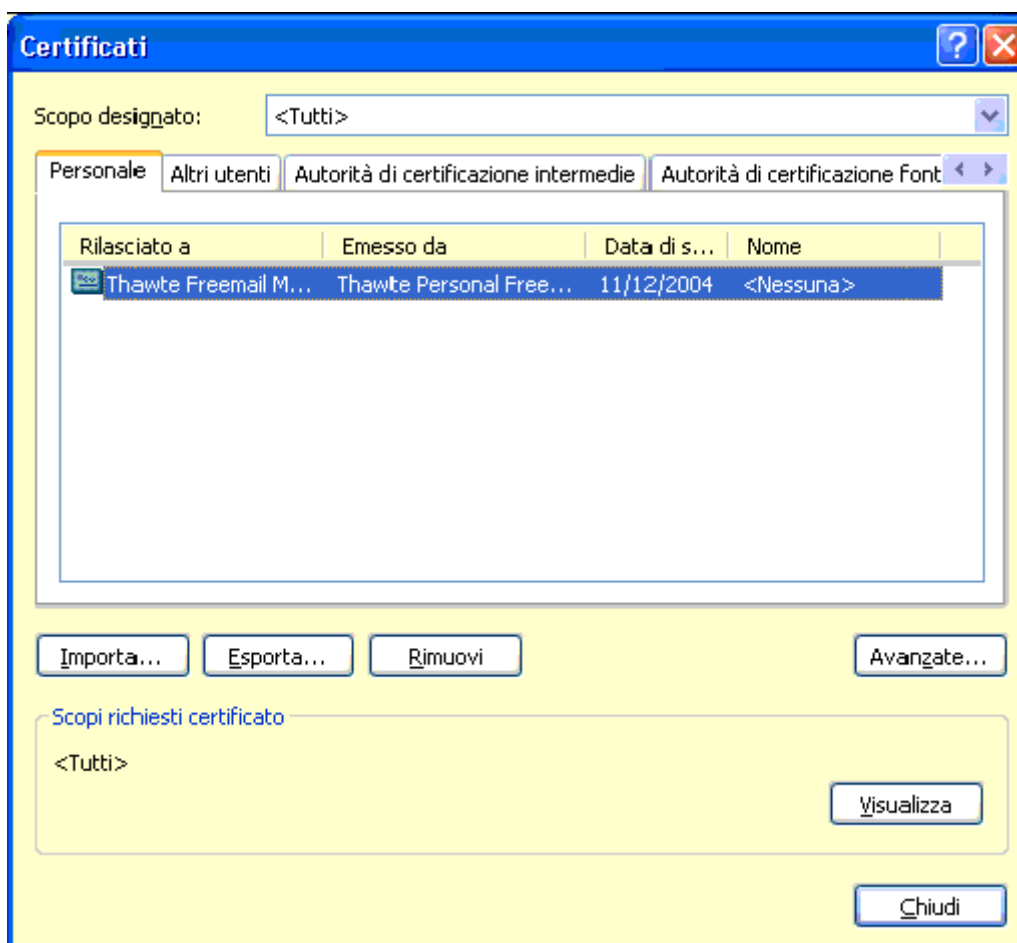 Certificati
Scopo designato: <Tutti>
Personale Altri utenti Autorità di certificazione intermedie Autorità di certificazione font
Rilasciato a Emesso da Data di s... Nome
Thawte Freemail M... Thawte Personal Free... 11/12/2004 <Nessuna>
Importa... Esporta... Rimuovi Avanzate...
Scopi richiesti certificato
<Tutti>
Visualizza
Chiudi